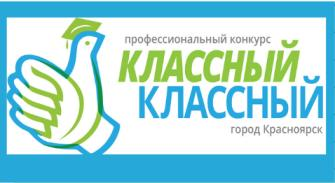 профессиональный конкурс
КЛАССНЫЙ
КЛАССНЫЙ
город Красноярск